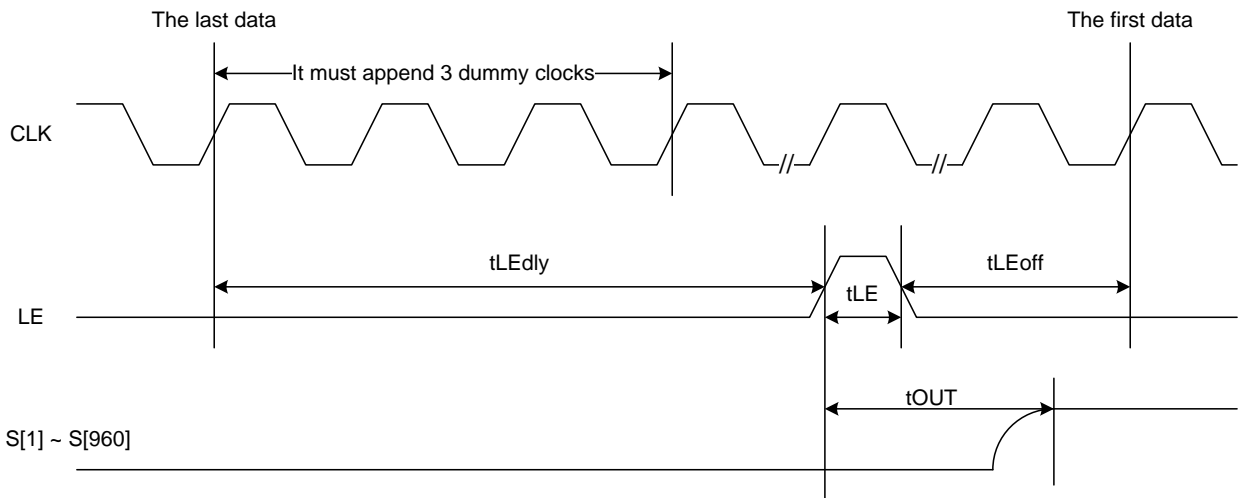 The last data
The first data
It must append 3 dummy clocks
CLK
//
//
tLEdly
tLEoff
tLE
LE
tOUT
S[1] ~ S[960]